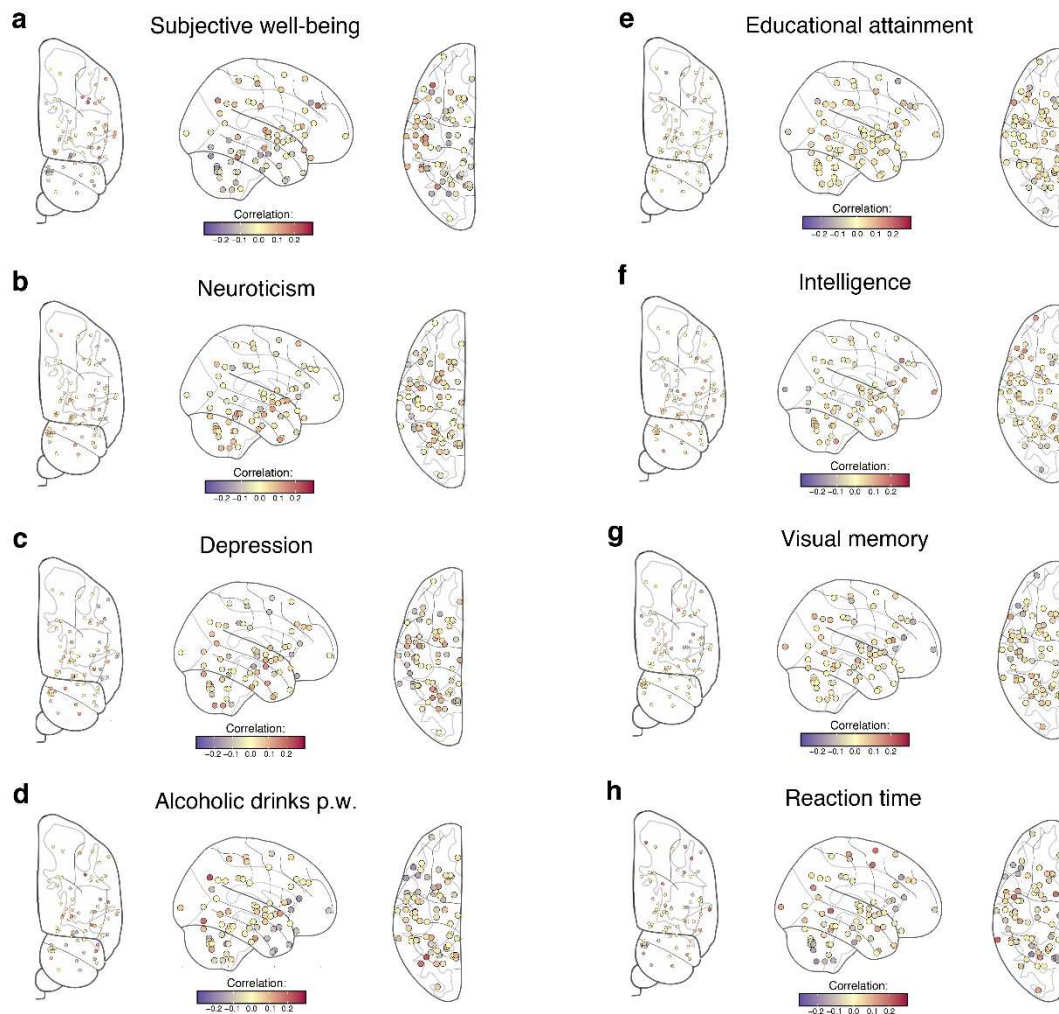 a
Subjective well-being
Correlation:
-0.2 -0.1 0.0 0.1 0.2
b
Neuroticism
Correlation:
-0.2 -0.1 0.0 0.1 0.2
c
Depression
Correlation:
-0.2 -0.1 0.0 0.1 0.2
d
Alcoholic drinks p.w.
Correlation:
-0.2 -0.1 0.0 0.1 0.2
e
Educational attainment
Correlation:
-0.2 -0.1 0.0 0.1 0.2
f
Intelligence
Correlation:
-0.2 -0.1 0.0 0.1 0.2
g
Visual memory
Correlation:
-0.2 -0.1 0.0 0.1 0.2
h
Reaction time
Correlation:
-0.2 -0.1 0.0 0.1 0.2